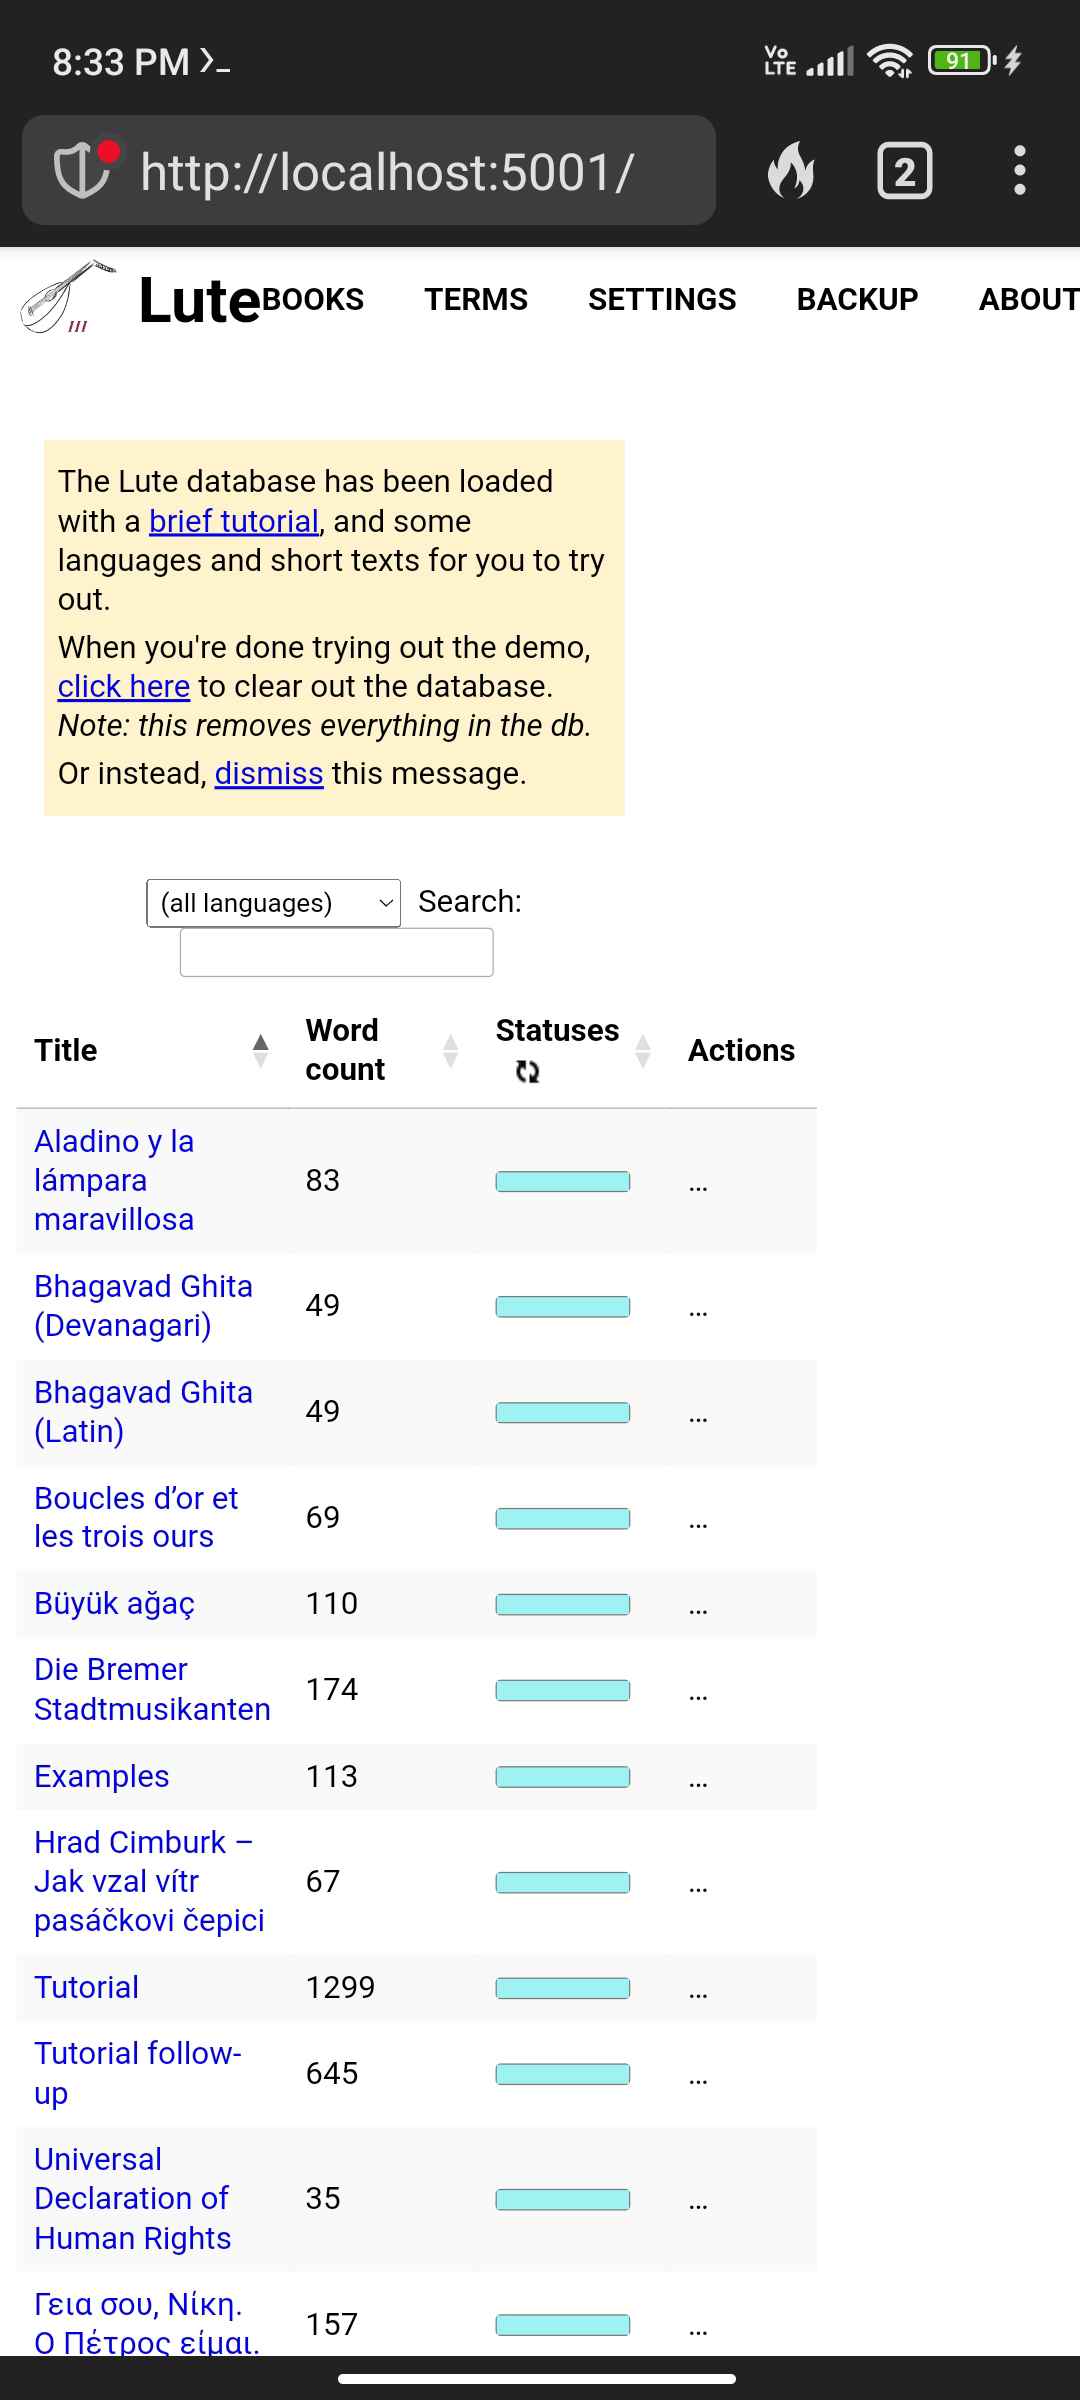 8:33 PM >_
Vo LTE 91
http://localhost:5001/
2
Lute BOOKS TERMS SETTINGS BACKUP ABOUT
The Lute database has been loaded
with a brief tutorial, and some
languages and short texts for you to try
out.
When you're done trying out the demo,
click here to clear out the database.
Note: this removes everything in the db.
Or instead, dismiss this message.
(all languages) Search:
Title Word count Statuses Actions
Aladino y la
lámpara
maravillosa
83 ...
Bhagavad Ghita
(Devanagari)
49 ...
Bhagavad Ghita
(Latin)
49 ...
Boucles d’or et
les trois ours
69 ...
Büyük ağaç 110 ...
Die Bremer
Stadtmusikanten
174 ...
Examples 113 ...
Hrad Cimburk –
Jak vzal vítr
pasáčkovi čepici
67 ...
Tutorial 1299 ...
Tutorial follow-
up
645 ...
Universal
Declaration of
Human Rights
35 ...
Γεια σου, Νίκη.
Ο Πέτρος είμαι.
157 ...